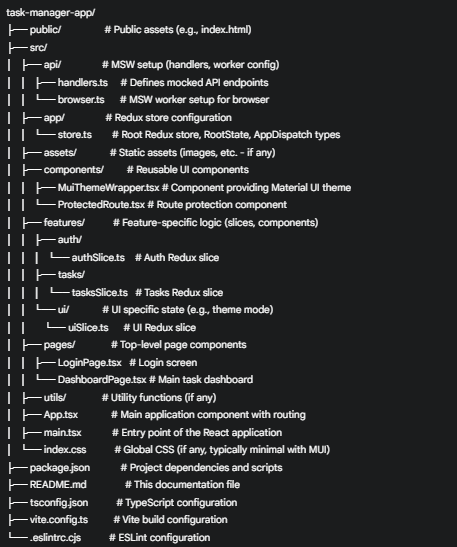 task-manager-app/
├── public/ # Public assets (e.g., index.html)
├── src/
│ ├── api/ # MSW setup (handlers, worker config)
│ │ ├── handlers.ts # Defines mocked API endpoints
│ │ └── browser.ts # MSW worker setup for browser
│ ├── app/ # Redux store configuration
│ │ └── store.ts # Root Redux store, RootState, AppDispatch types
│ ├── assets/ # Static assets (images, etc. - if any)
│ ├── components/ # Reusable UI components
│ │ ├── MuiThemeWrapper.tsx # Component providing Material UI theme
│ │ └── ProtectedRoute.tsx # Route protection component
│ ├── features/ # Feature-specific logic (slices, components)
│ │ ├── auth/
│ │ │ └── authSlice.ts # Auth Redux slice
│ │ ├── tasks/
│ │ │ └── tasksSlice.ts # Tasks Redux slice
│ │ └── ui/ # UI specific state (e.g., theme mode)
│ │ └── uiSlice.ts # UI Redux slice
│ ├── pages/ # Top-level page components
│ │ ├── LoginPage.tsx # Login screen
│ │ └── DashboardPage.tsx # Main task dashboard
│ ├── utils/ # Utility functions (if any)
│ ├── App.tsx # Main application component with routing
│ ├── main.tsx # Entry point of the React application
│ └── index.css # Global CSS (if any, typically minimal with MUI)
├── package.json # Project dependencies and scripts
├── README.md # This documentation file
├── tsconfig.json # TypeScript configuration
├── vite.config.ts # Vite build configuration
└── .eslintrc.cjs # ESLint configuration